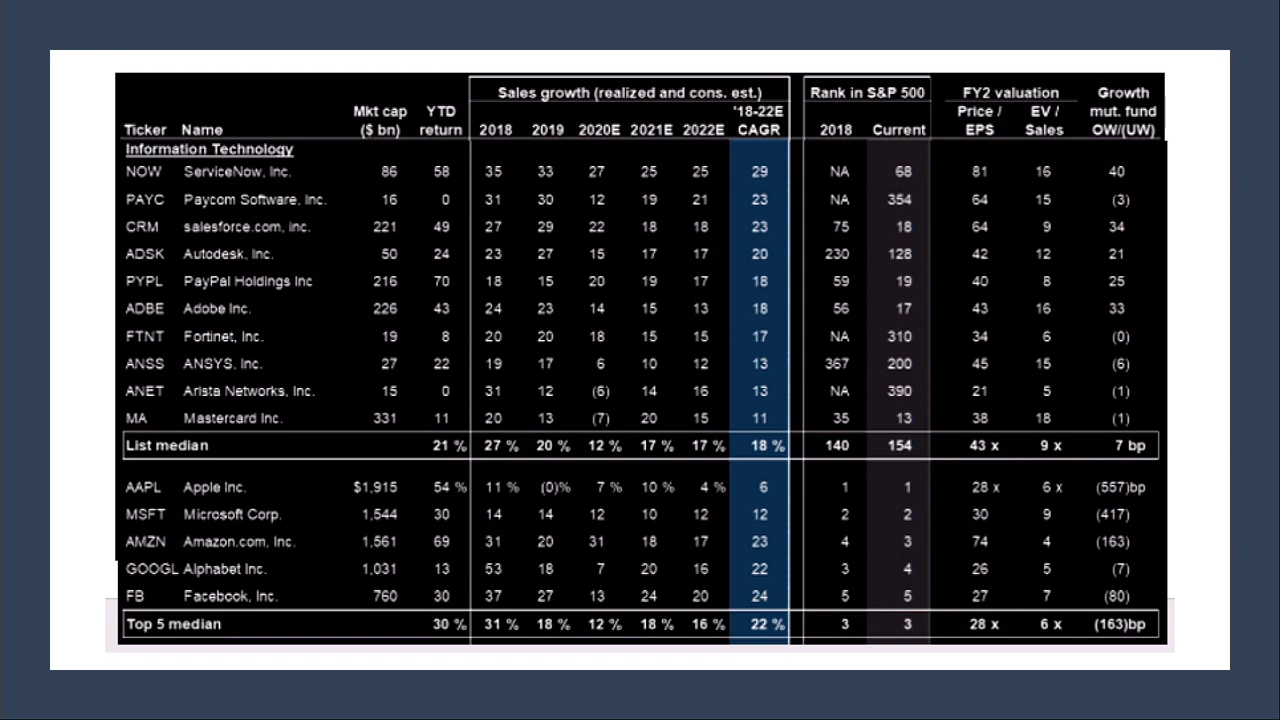 Sales growth (realized and cons. est.) Rank in S&P 500 FY2 valuation Growth
Mkt cap YTD '18-22E Price / EV / mut. fund
Ticker Name ($ bn) return 2018 2019 2020E 2021E 2022E CAGR 2018 Current EPS Sales OW/(UW)
Information Technology
NOW ServiceNow, Inc. 86 58 35 33 27 25 25 29 NA 68 81 16 40
PAYC Paycom Software, Inc. 16 0 31 30 12 19 21 23 NA 354 64 15 (3)
CRM salesforce.com, inc. 221 49 27 29 22 18 18 23 75 18 64 9 34
ADSK Autodesk, Inc. 50 24 23 27 15 17 17 20 230 128 42 12 21
PYPL PayPal Holdings Inc 216 70 18 15 20 19 17 18 59 19 40 8 25
ADBE Adobe Inc. 226 43 24 23 14 15 13 18 56 17 43 16 33
FTNT Fortinet, Inc. 19 8 20 20 18 15 15 17 NA 310 34 6 (0)
ANSS ANSYS, Inc. 27 22 19 17 6 10 12 13 367 200 45 15 (6)
ANET Arista Networks, Inc. 15 0 31 12 (6) 14 16 13 NA 390 21 5 (1)
MA Mastercard Inc. 331 11 20 13 (7) 20 15 11 35 13 38 18 (1)
List median 21 % 27 % 20 % 12 % 17 % 17 % 18 % 140 154 43 x 9 x 7 bp
AAPL Apple Inc. $1,915 54 % 11 % (0)% 7 % 10 % 4 % 6 1 1 28 x 6 x (557)bp
MSFT Microsoft Corp. 1,544 30 14 14 12 10 12 12 2 2 30 9 (417)
AMZN Amazon.com, Inc. 1,561 69 31 20 31 18 17 23 4 3 74 4 (163)
GOOGL Alphabet Inc. 1,031 13 53 18 7 20 16 22 3 4 26 5 (7)
FB Facebook, Inc. 760 30 37 27 13 24 20 24 5 5 27 7 (80)
Top 5 median 30 % 31 % 18 % 12 % 18 % 16 % 22 % 3 3 28 x 6 x (163)bp